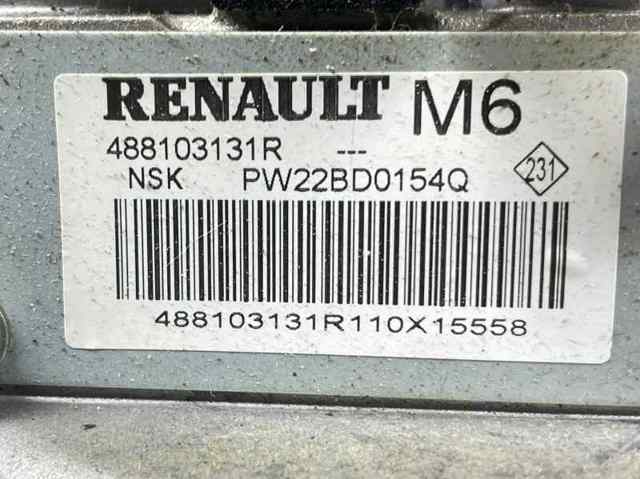 RENAULT M6
488103131R ---
NSK PW22BD0154Q 231
488103131R110X15558